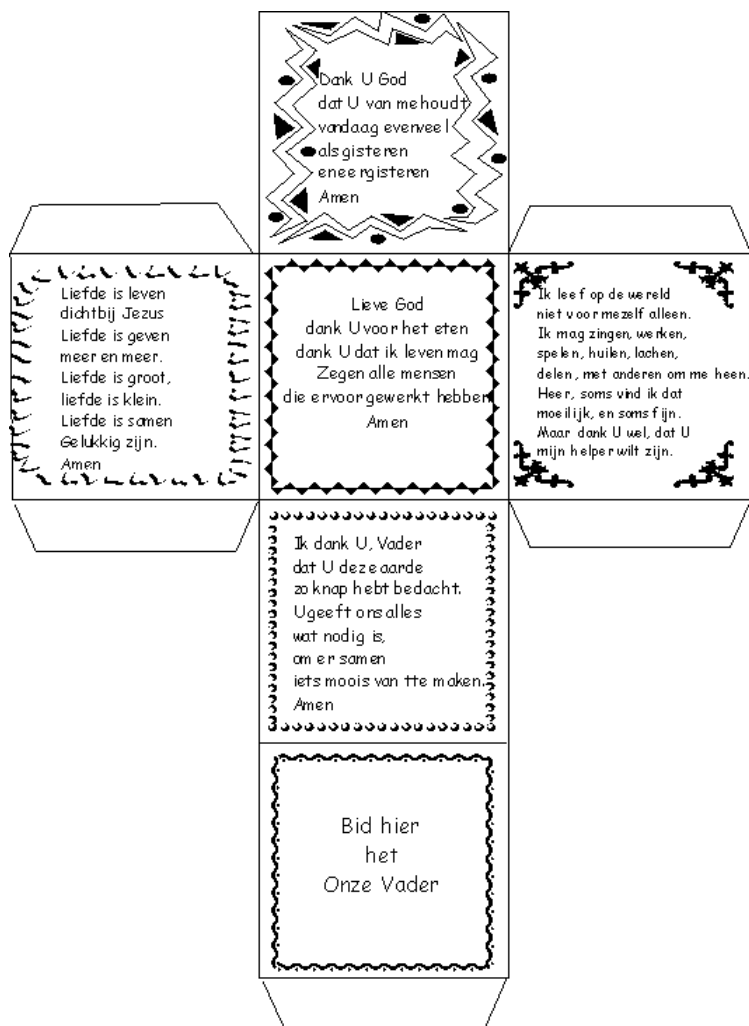 Dank U God
dat U van me houdt
vandaag evenveel
als gisteren
en eergisteren
Amen
Liefde is leven
dichtbij Jezus
Liefde is geven
meer en meer.
Liefde is groot,
liefde is klein.
Liefde is samen
Gelukkig zijn.
Amen
Lieve God
dank U voor het eten
dank U dat ik leven mag
Zegen alle mensen
die ervoor gewerkt hebben
Amen
Ik leef op de wereld
niet voor mezelf alleen.
Ik mag zingen, werken,
spelen, huilen, lachen,
delen, met anderen om me heen.
Heer, soms vind ik dat
moeilijk, en soms fijn.
Maar dank U wel, dat U
mijn helper wilt zijn.
Ik dank U, Vader
dat U deze aarde
zo knap hebt bedacht.
U geeft ons alles
wat nodig is,
om er samen
iets moois van tte maken.
Amen
Bid hier
het
Onze Vader